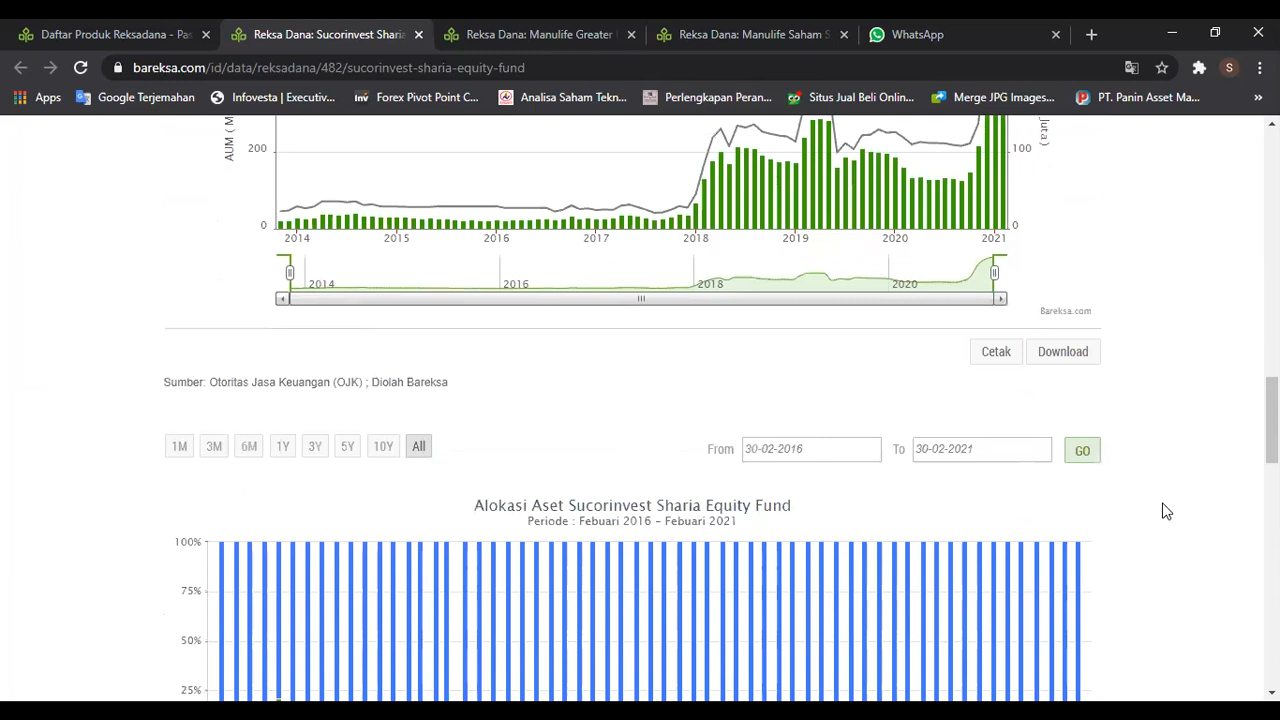 Daftar Produk Reksadana - Pas
Reksa Dana: Sucorinvest Sharia
Reksa Dana: Manulife Greater
Reksa Dana: Manulife Saham S
WhatsApp
bareksa.com/id/data/reksadana/482/sucorinvest-sharia-equity-fund
S
Apps
Google Terjemahan
Infovesta | Executiv...
inv Forex Pivot Point C...
Analisa Saham Tekn...
Perlengkapan Peran...
Situs Jual Beli Onlin...
Merge JPG Images...
PT. Panin Asset Ma...
»
AUM ( M
Juta )
200
100
0
0
2014 2015 2016 2017 2018 2019 2020 2021
2014 2016 2018 2020
Bareksa.com
Cetak Download
Sumber: Otoritas Jasa Keuangan (OJK) ; Diolah Bareksa
1M 3M 6M 1Y 3Y 5Y 10Y All
From 30-02-2016 To 30-02-2021 GO
Alokasi Aset Sucorinvest Sharia Equity Fund
Periode : Febuari 2016 - Febuari 2021
100%
75%
50%
25%